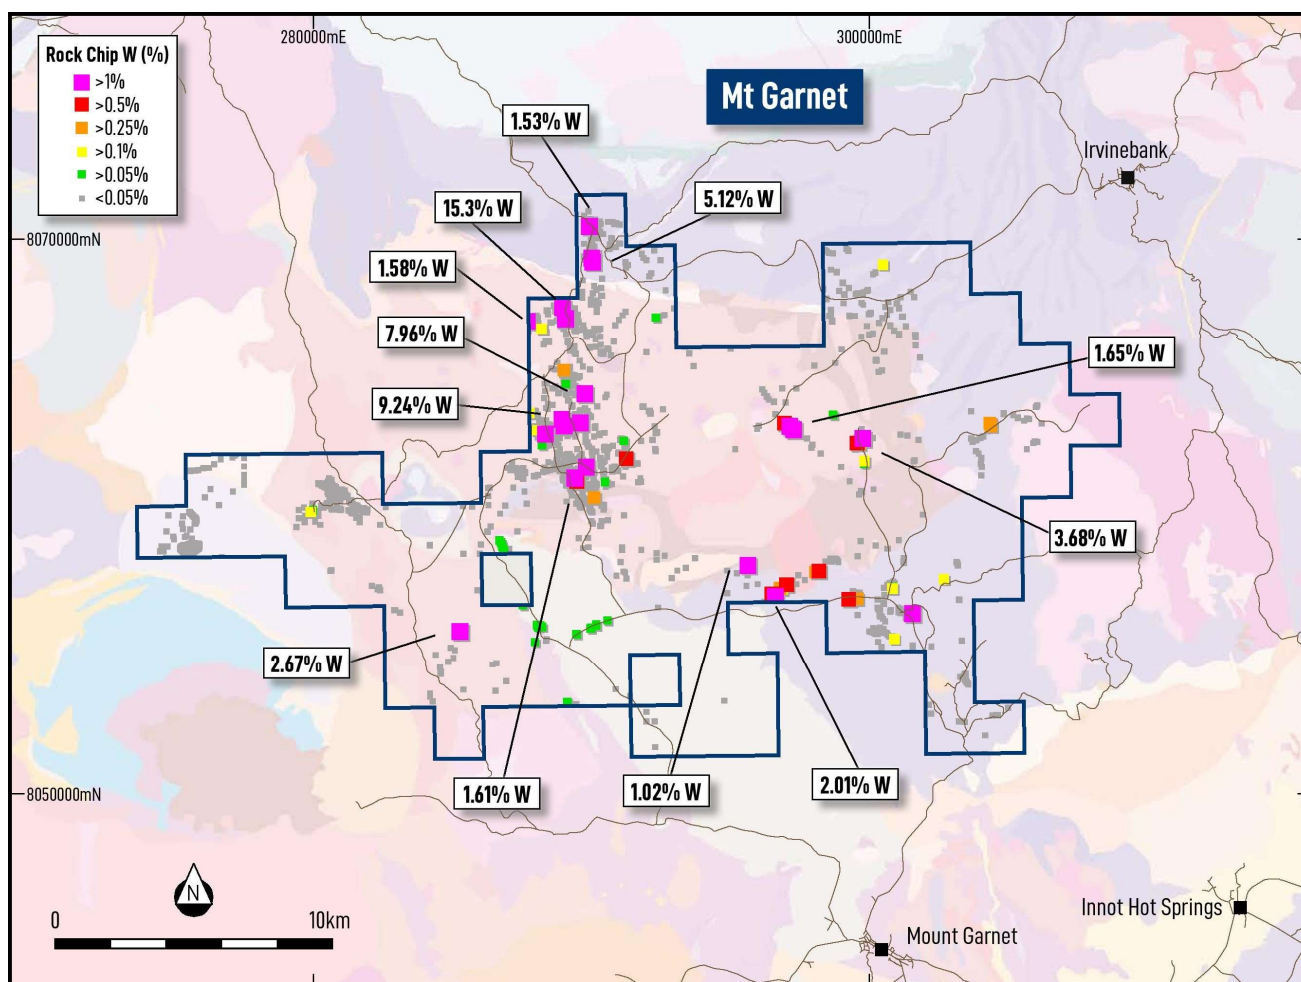 280000mE
300000mE
Rock Chip W (%)
>1%
>0.5%
>0.25%
>0.1%
>0.05%
<0.05%
Mt Garnet
1.53% W
Irvinebank
15.3% W
5.12% W
8070000mN
1.58% W
7.96% W
1.65% W
9.24% W
3.68% W
2.67% W
1.61% W
1.02% W
2.01% W
8050000mN
N
0
10km
Innot Hot Springs
Mount Garnet